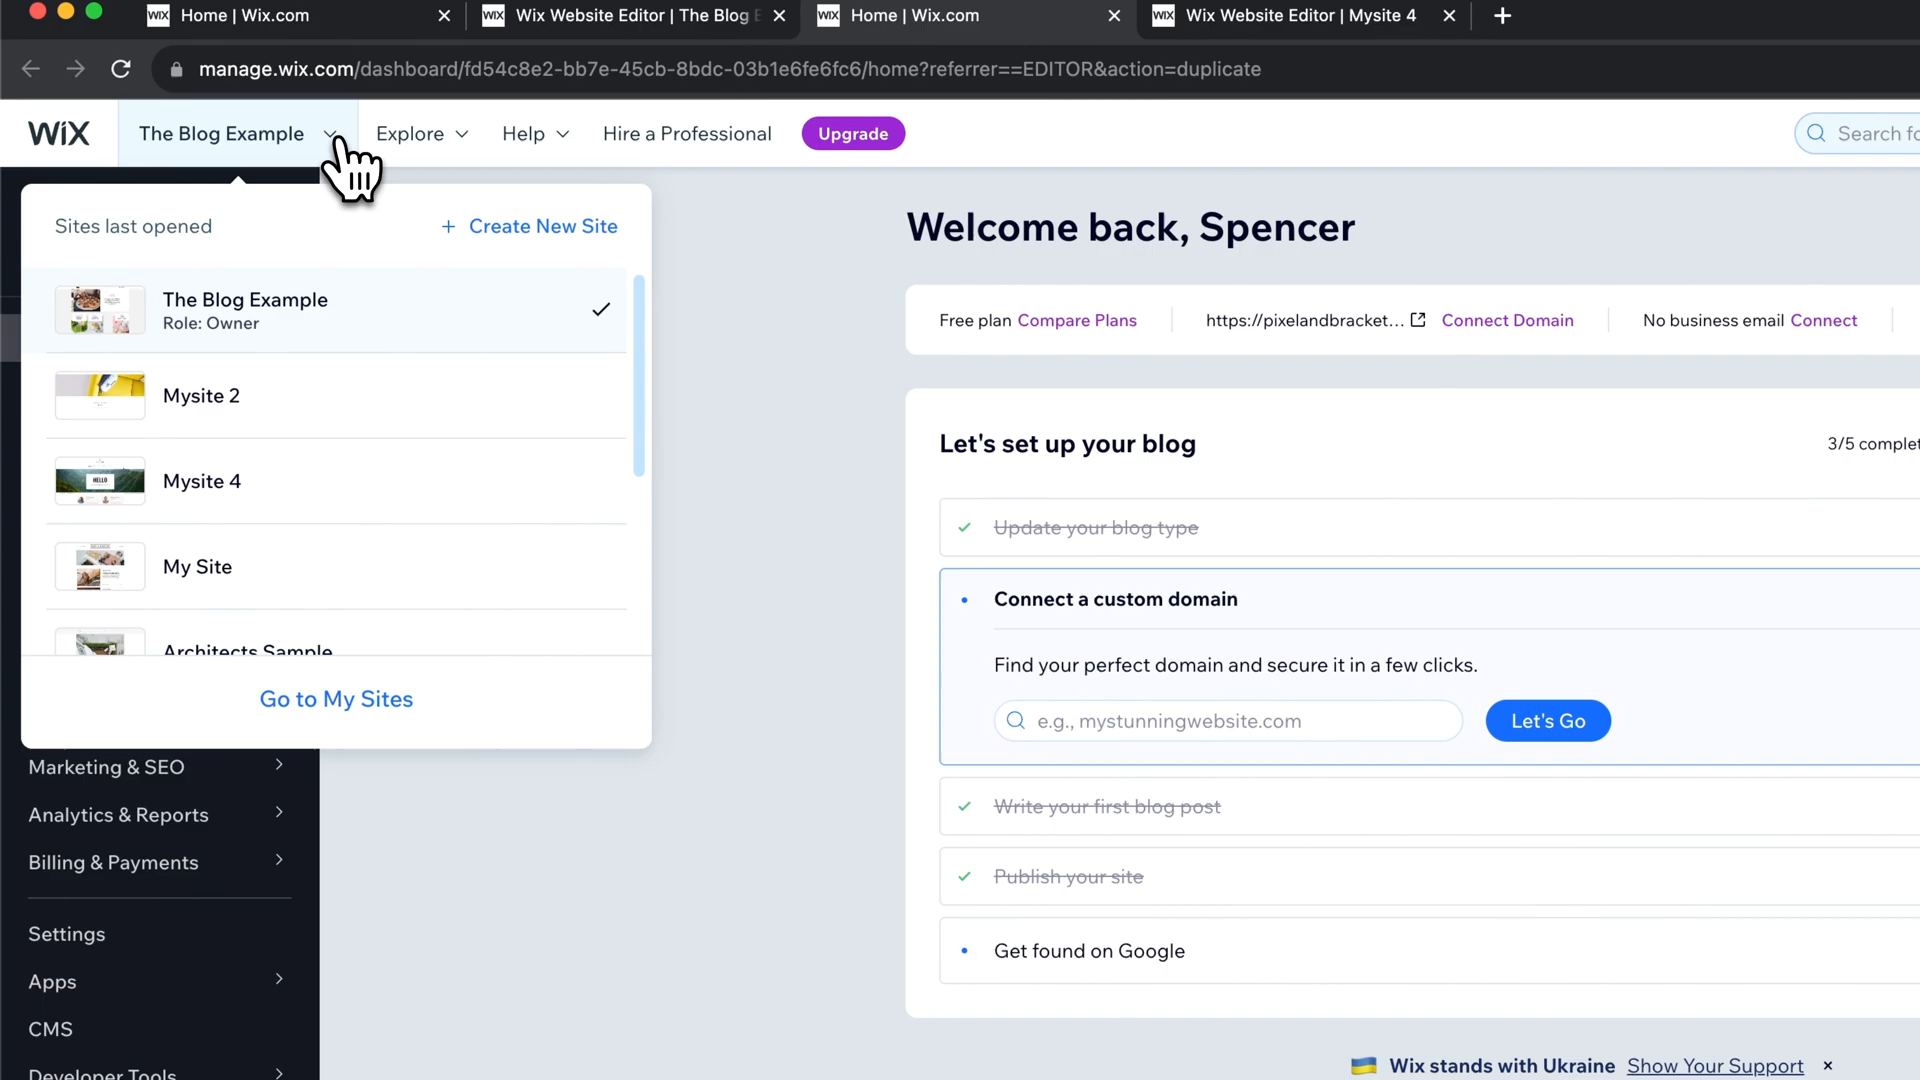 WIX Home | Wix.com
WIX Wix Website Editor | The Blog E
WIX Home | Wix.com
WIX Wix Website Editor | Mysite 4
manage.wix.com/dashboard/fd54c8e2-bb7e-45cb-8bdc-03b1e6fe6fc6/home?referrer==EDITOR&action=duplicate
WIX The Blog Example Explore Help Hire a Professional Upgrade Search fo
Sites last opened + Create New Site
The Blog Example
Role: Owner
Mysite 2
HELLO
Mysite 4
My Site
Architects Sample
Go to My Sites
Marketing & SEO
Analytics & Reports
Billing & Payments
Settings
Apps
CMS
Developer Tools
Welcome back, Spencer
Free plan Compare Plans https://pixelandbracket... Connect Domain No business email Connect
Let's set up your blog 3/5 complet
Update your blog type
Connect a custom domain
Find your perfect domain and secure it in a few clicks.
e.g., mystunningwebsite.com Let's Go
Write your first blog post
Publish your site
Get found on Google
Wix stands with Ukraine Show Your Support ×